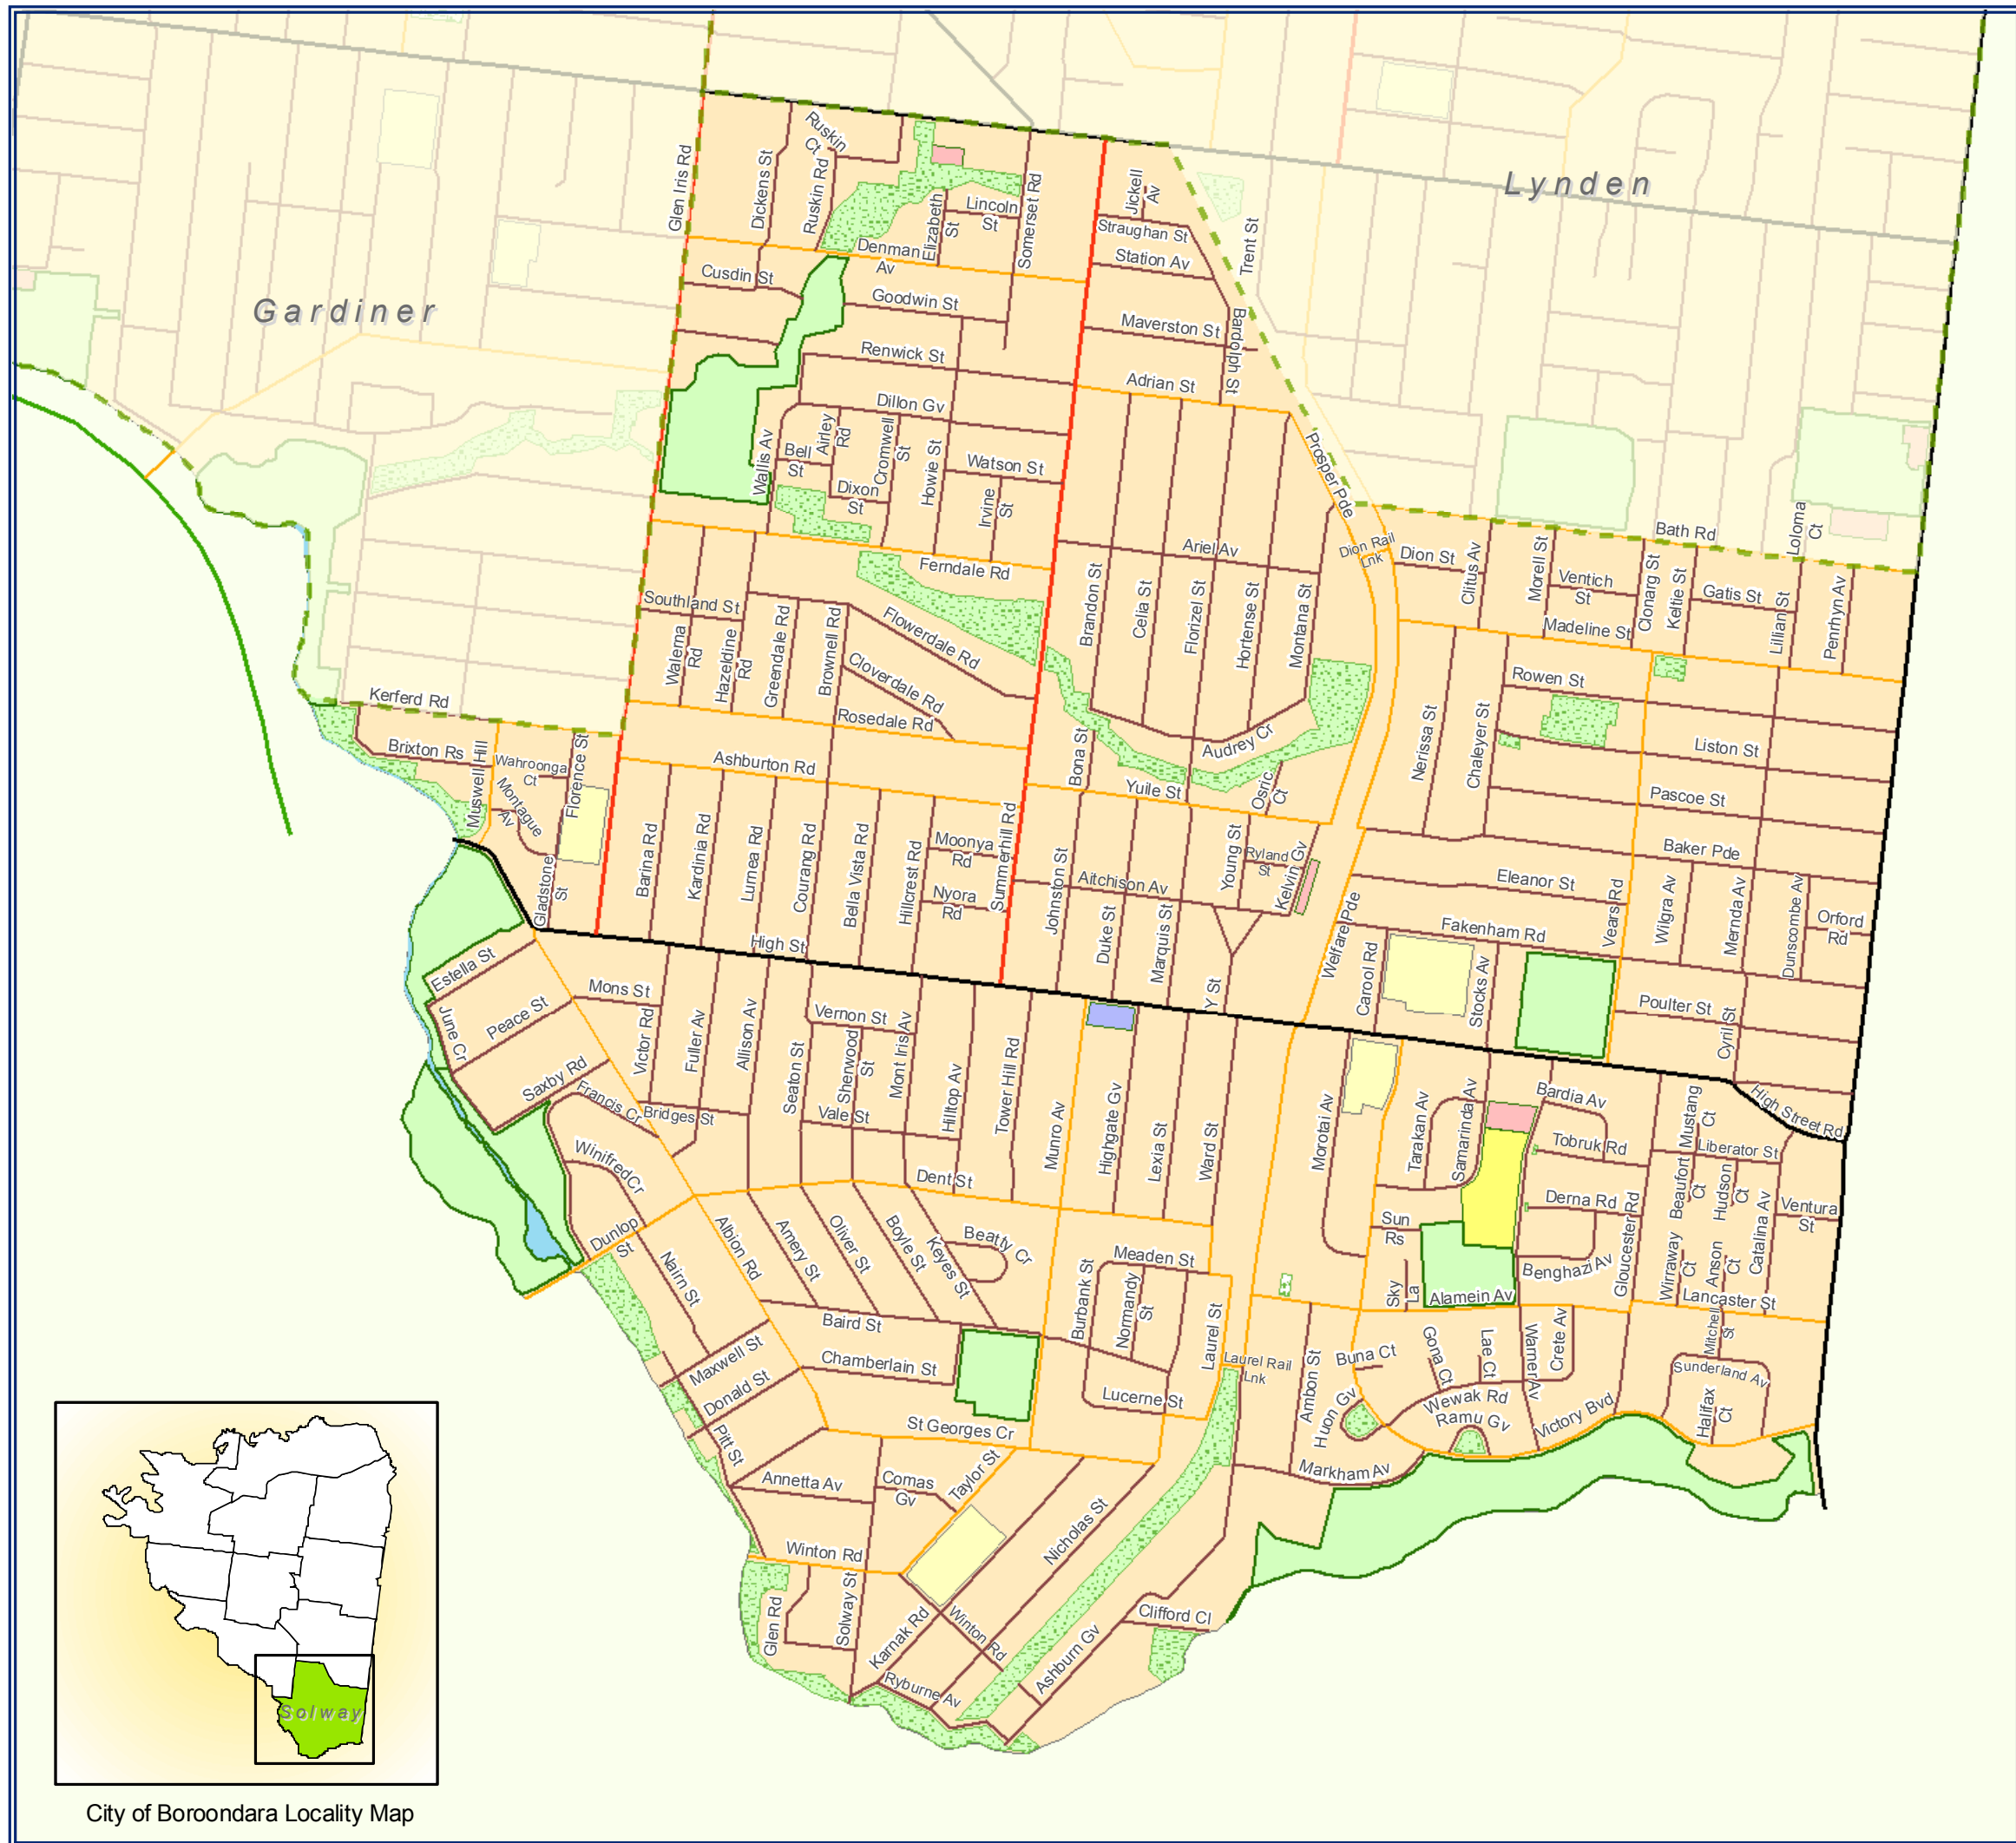 Lynden
Gardiner
Glen Iris Rd
Dickens St
Ruskin
Ct
Ruskin Rd
Elizabeth
St
Lincoln
St
Somerset Rd
Jickell
Av
Straughan St
Station Av
Trent St
Denman
Av
Cusdin St
Goodwin St
Maverston St
Bardolph St
Renwick St
Adrian St
Dillon Gv
Wallis Av
Bell
St
Airley
Rd
Cromwell
St
Howie St
Watson St
Dixon
St
Irvine
St
Prosper Pde
Ferndale Rd
Ariel Av
Dion Rail
Lnk
Dion St
Clitus Av
Morell St
Ventich
St
Bath Rd
Loloma
Ct
Clonarg St
Keltie St
Gatis St
Lillian St
Penrhyn Av
Madeline St
Southland St
Walerna
Rd
Hazeldine
Rd
Greendale Rd
Brownell Rd
Flowerdale Rd
Cloverdale Rd
Rosedale Rd
Brandon St
Celia St
Florizel St
Hortense St
Montana St
Rowen St
Nerissa St
Chaleyer St
Liston St
Kerferd Rd
Brixton Rs
Muswell Hill
Wahroonga
Ct
Montague
Av
Florence St
Gladstone
St
Ashburton Rd
Bona St
Audrey Cr
Yuile St
Osric
Ct
Pascoe St
Barina Rd
Kardinia Rd
Lurnea Rd
Courang Rd
Bella Vista Rd
Hillcrest Rd
Moonya
Rd
Nyora
Rd
Summerhill Rd
Johnston St
Aitchison Av
Duke St
Marquis St
Young St
Ryland
St
Kelvin Gv
Baker Pde
Eleanor St
Vears Rd
Wilgra Av
Mernda Av
Dunscombe Av
Orford
Rd
Welfare Pde
Fakenham Rd
Carool Rd
Stocks Av
High St
Y St
Poulter St
Cyril St
Estella St
Peace St
June Cr
Saxby Rd
Mons St
Victor Rd
Fuller Av
Allison Av
Vernon St
Seaton St
Sherwood
St
Mont Iris Av
Vale St
Hilltop Av
Tower Hill Rd
Munro Av
Highgate Gv
Lexia St
Ward St
Morotai Av
Tarakan Av
Samarinda Av
Bardia Av
Tobruk Rd
Mustang
Ct
High Street Rd
Liberator St
Francis Cr
Bridges St
Winifred Cr
Dent St
Derna Rd
Beaufort
Ct
Hudson
Ct
Catalina Av
Ventura
St
Dunlop
St
Nairn St
Albion Rd
Amery St
Oliver St
Boyle St
Keyes St
Beatty Cr
Meaden St
Sun
Rs
Benghazi Av
Gloucester Rd
Wirraway
Ct
Anson
Ct
Burbank St
Normandy
St
Laurel St
Sky
La
Alamein Av
Lancaster St
Mitchell
St
Baird St
Maxwell St
Chamberlain St
Donald St
Pitt St
Lucerne St
Laurel Rail
Lnk
Ambon St
Buna Ct
Gona Ct
Lae Ct
Warner Av
Crete Av
Sunderland Av
Halifax
Ct
Huon Gv
Wewak Rd
Ramu Gv
Victory Bvd
St Georges Cr
Markham Av
Annetta Av
Comas
Gv
Taylor St
Nicholas St
Winton Rd
Glen Rd
Solway St
Karnak Rd
Winton Rd
Ashburn Gv
Clifford Cl
Ryburne Av
Solway
City of Boroondara Locality Map